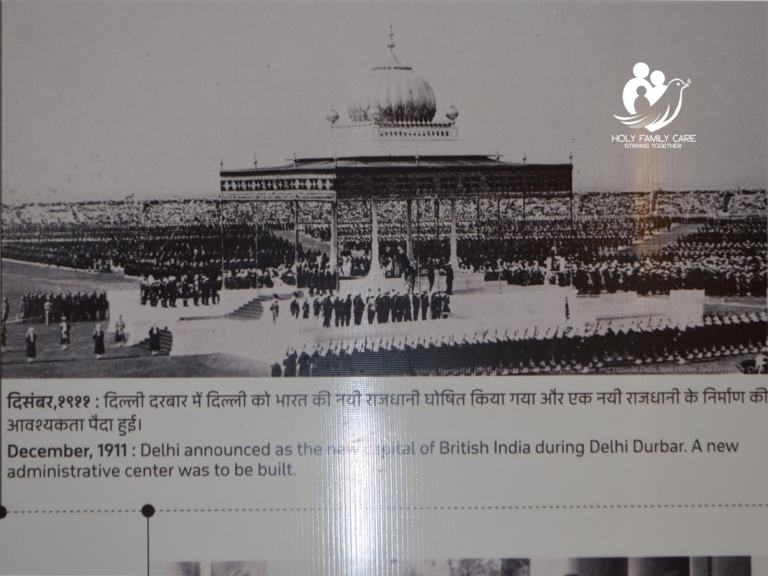 HOLY FAMILY CARE
STRIVING TOGETHER
दिसंबर,१९११ : दिल्ली दरबार में दिल्ली को भारत की नयी राजधानी घोषित किया गया और एक नयी राजधानी के निर्माण की
आवश्यकता पैदा हुई।
December, 1911 : Delhi announced as the new capital of British India during Delhi Durbar. A new
administrative center was to be built.